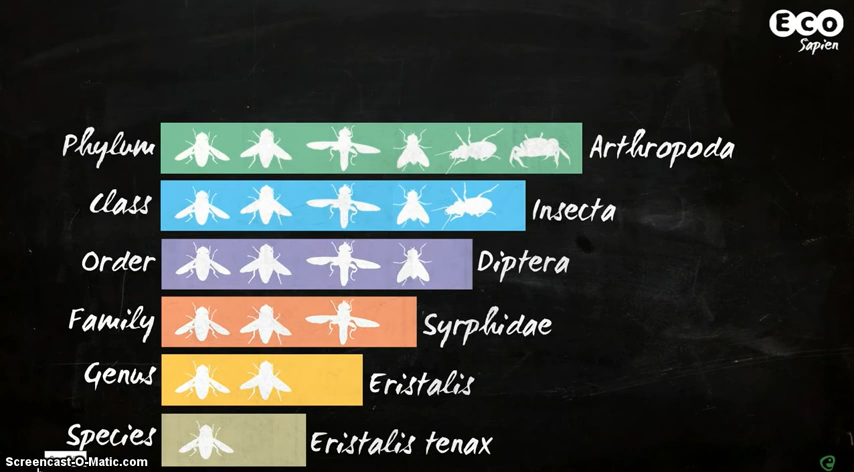 ECO
Sapien
Phylum Arthropoda
Class Insecta
Order Diptera
Family Syrphidae
Genus Eristalis
Species Eristalis tenax
Screencast-O-Matic.com